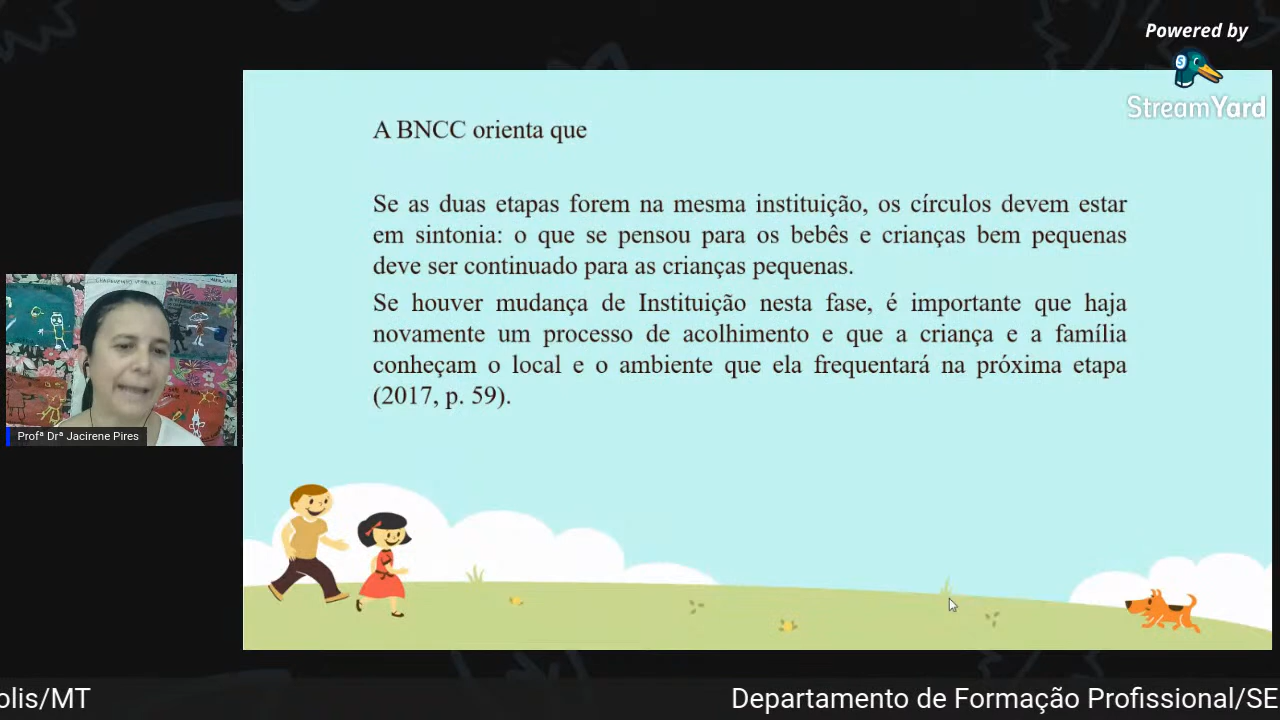 Powered by
StreamYard
A BNCC orienta que
Se as duas etapas forem na mesma instituição, os círculos devem estar
em sintonia: o que se pensou para os bebês e crianças bem pequenas
deve ser continuado para as crianças pequenas.
Se houver mudança de Instituição nesta fase, é importante que haja
novamente um processo de acolhimento e que a criança e a família
conheçam o local e o ambiente que ela frequentará na próxima etapa
(2017, p. 59).
Profª Drª Jacirene Pires
olis/MT
Departamento de Formação Profissional/SE